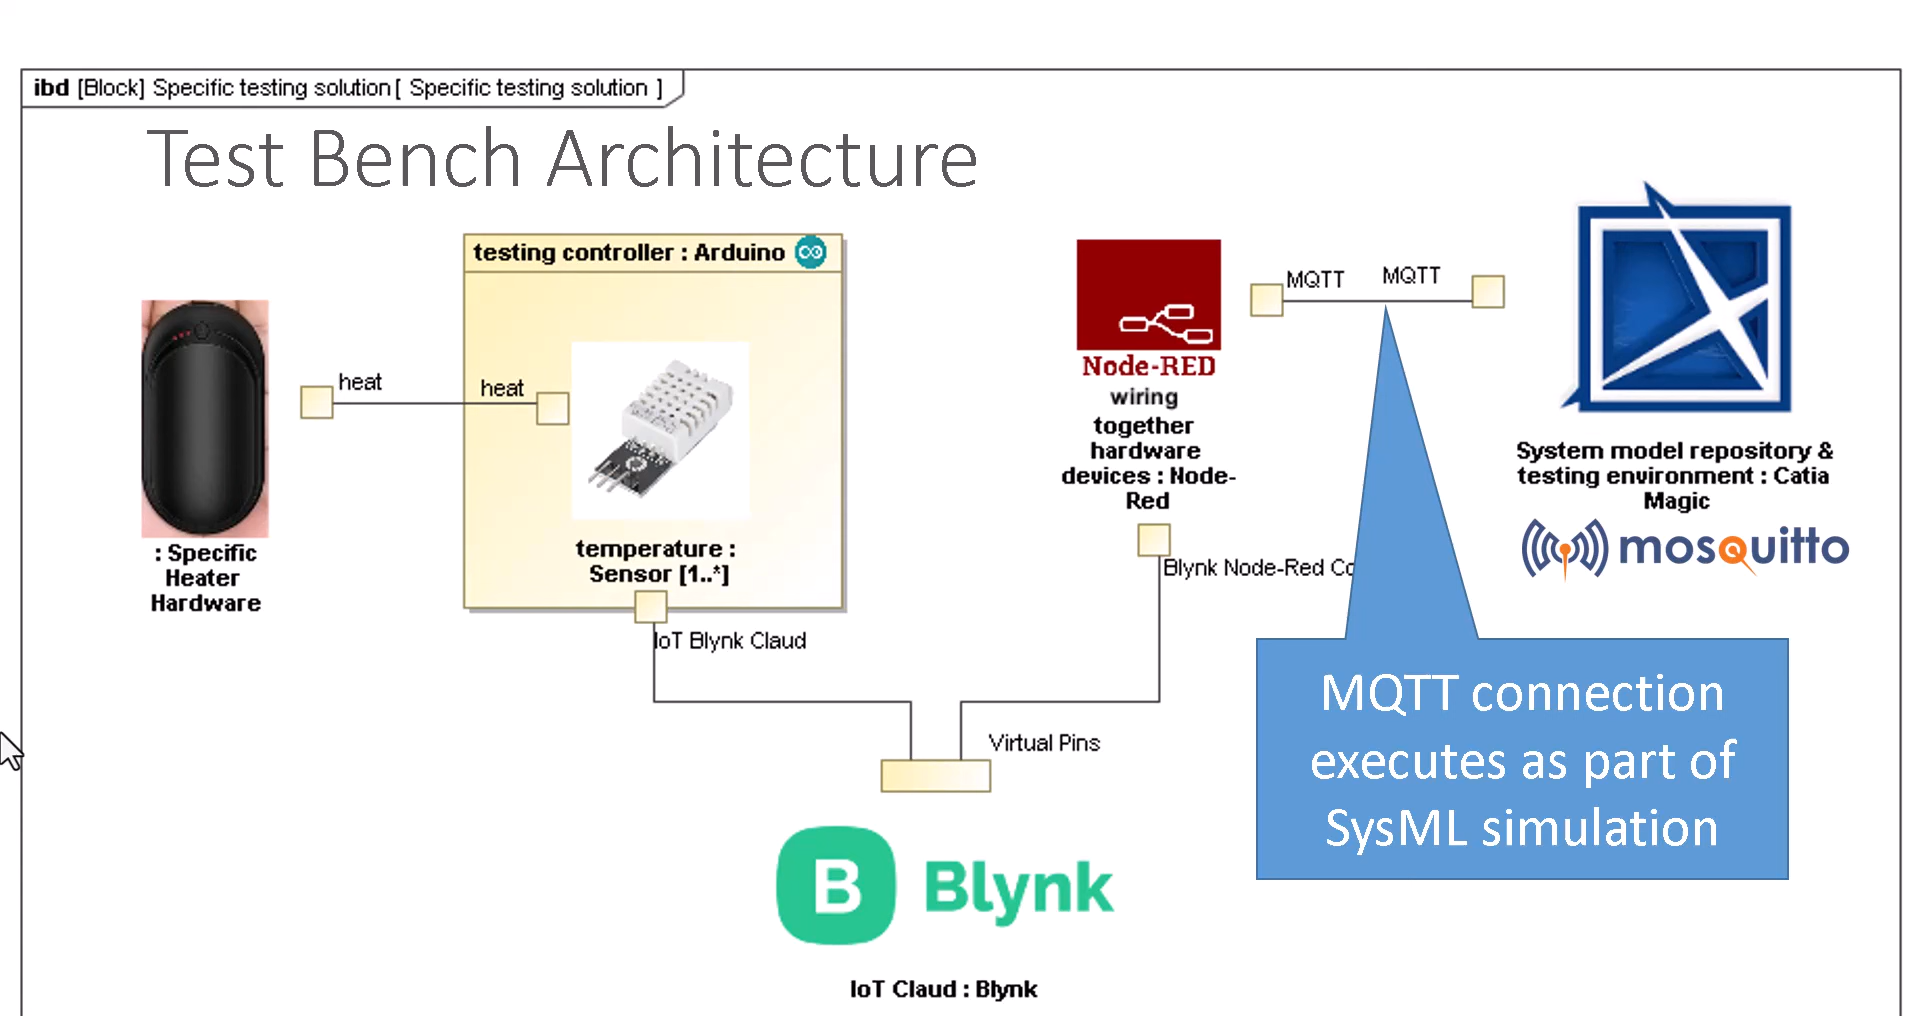 ibd [Block] Specific testing solution [ Specific testing solution ]
Test Bench Architecture
testing controller : Arduino
MQTT
MQTT
heat
heat
Node-RED
wiring
together
hardware
devices : Node-
Red
System model repository &
testing environment : Catia
Magic
mosquitto
: Specific
Heater
Hardware
temperature :
Sensor [1..*]
Blynk Node-Red Co
IoT Blynk Claud
MQTT connection
executes as part of
SysML simulation
Virtual Pins
B Blynk
IoT Claud : Blynk